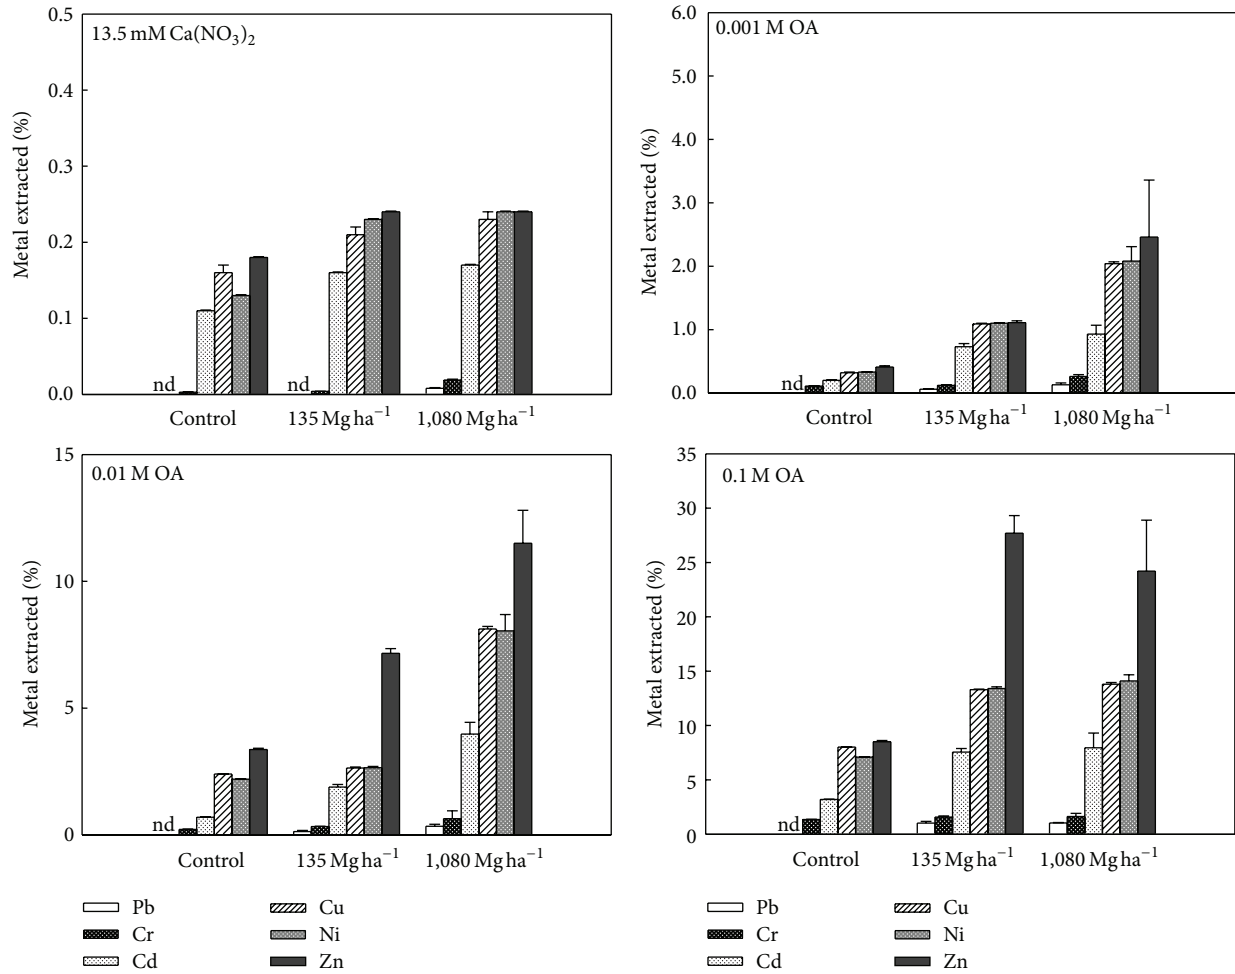 13.5 mM Ca(NO₃)₂
Metal extracted (%)
0.5
0.4
0.3
0.2
0.1
0.0
nd
nd
Control
135 Mg ha⁻¹
1,080 Mg ha⁻¹
0.001 M OA
Metal extracted (%)
6.0
5.0
4.0
3.0
2.0
1.0
0.0
nd
Control
135 Mg ha⁻¹
1,080 Mg ha⁻¹
0.01 M OA
Metal extracted (%)
15
10
5
0
nd
Control
135 Mg ha⁻¹
1,080 Mg ha⁻¹
0.1 M OA
Metal extracted (%)
35
30
25
20
15
10
5
0
nd
Control
135 Mg ha⁻¹
1,080 Mg ha⁻¹
Pb
Cr
Cd
Cu
Ni
Zn
Pb
Cr
Cd
Cu
Ni
Zn